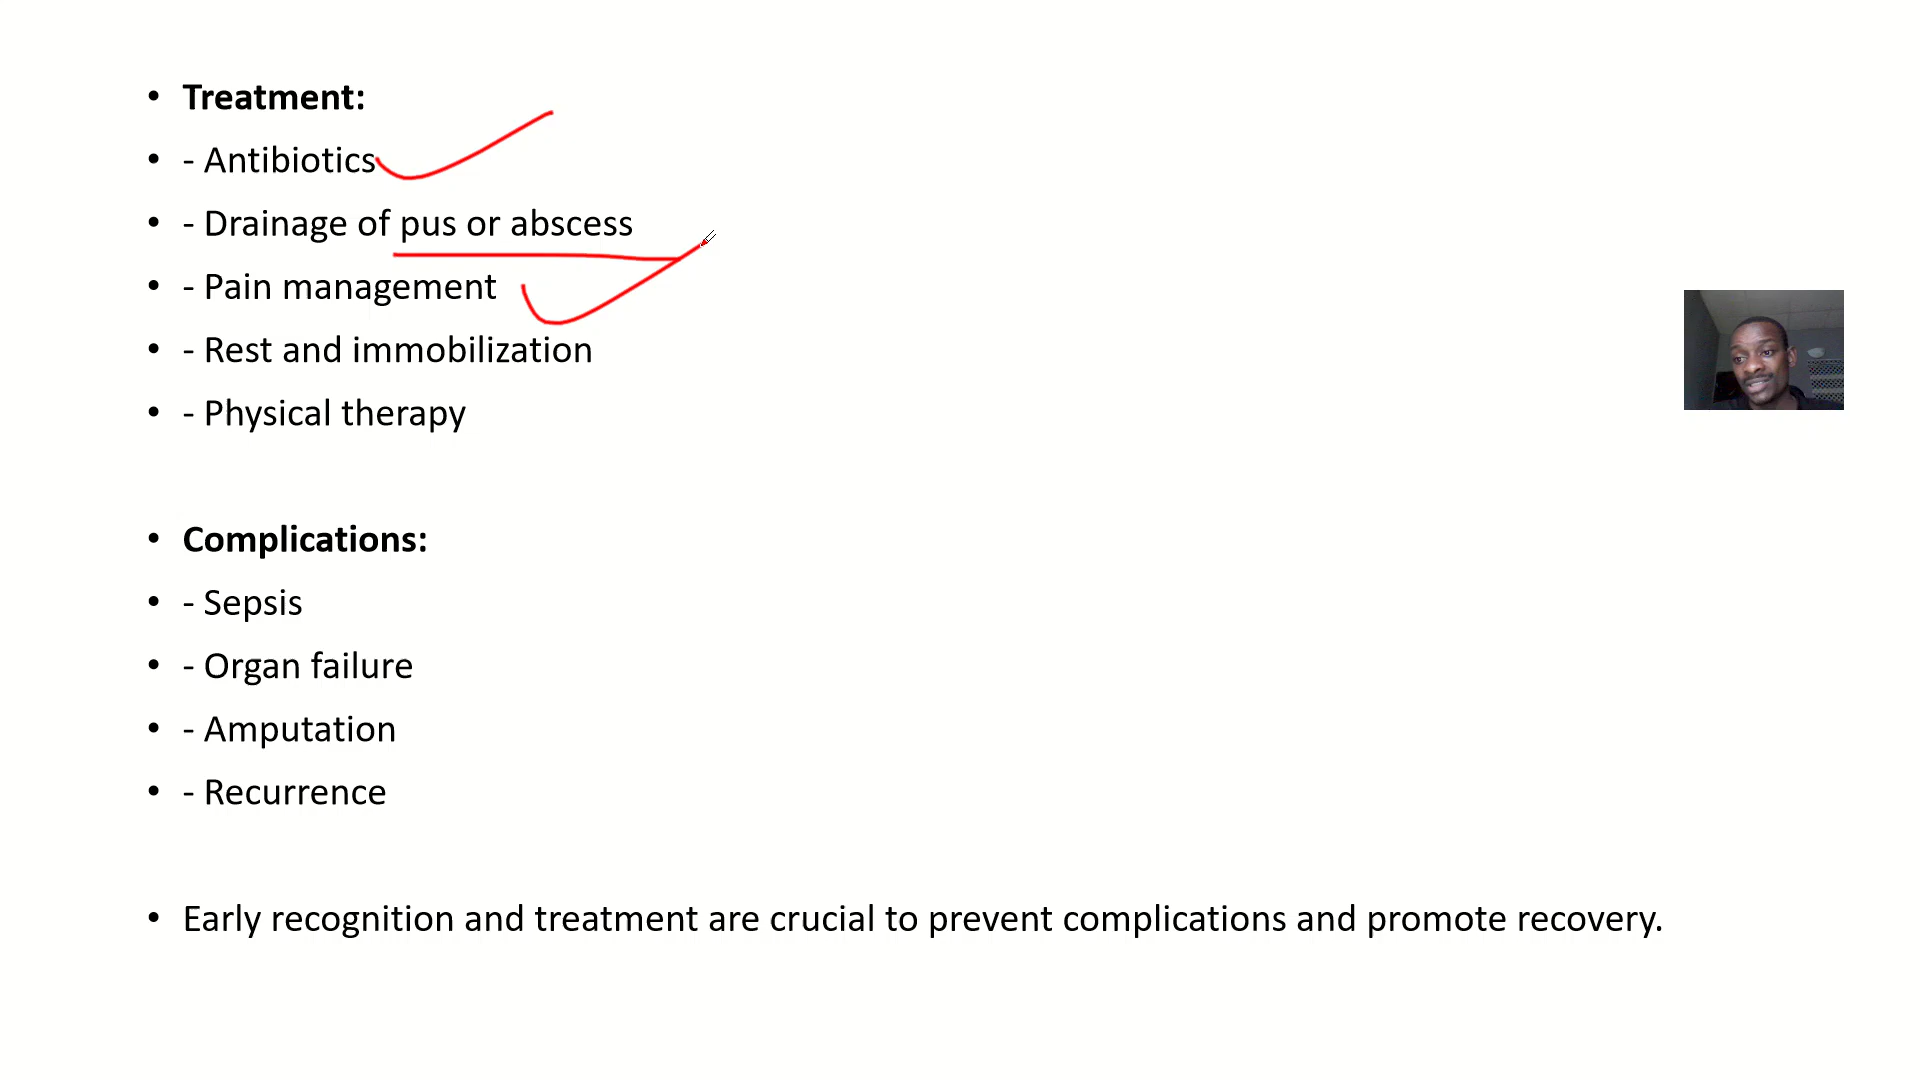 • Treatment:
• - Antibiotics
• - Drainage of pus or abscess
• - Pain management
• - Rest and immobilization
• - Physical therapy
• Complications:
• - Sepsis
• - Organ failure
• - Amputation
• - Recurrence
• Early recognition and treatment are crucial to prevent complications and promote recovery.